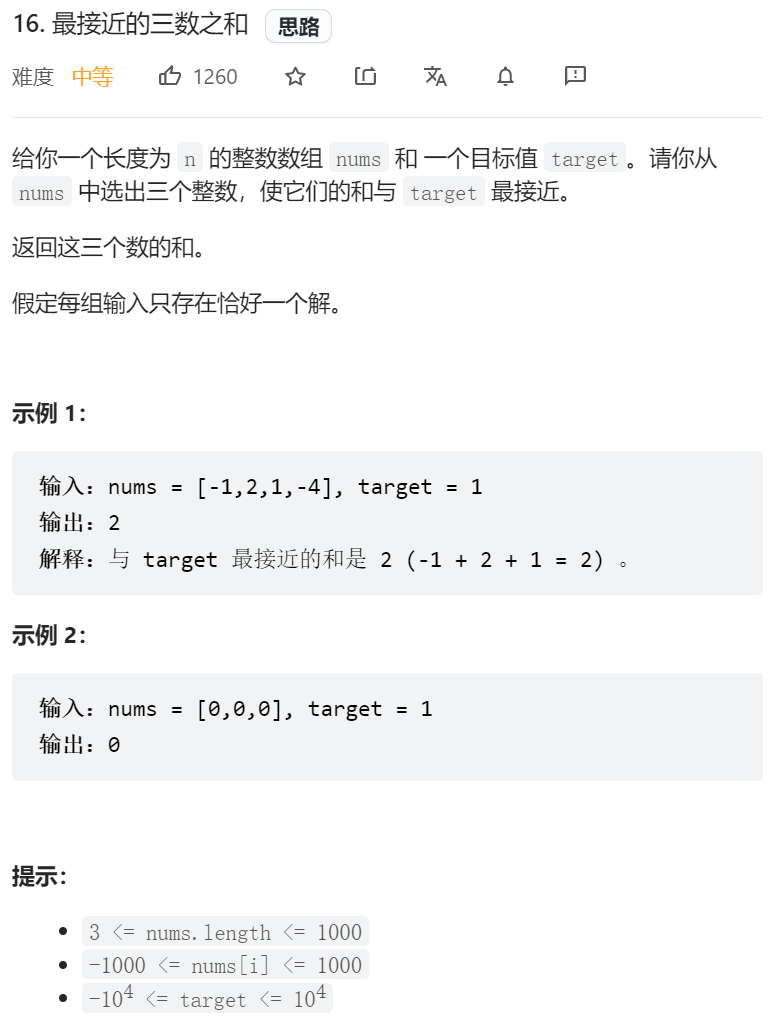 16. 最接近的三数之和 思路
难度 中等 1260
给你一个长度为 n 的整数数组 nums 和 一个目标值 target。请你从
nums 中选出三个整数，使它们的和与 target 最接近。
返回这三个数的和。
假定每组输入只存在恰好一个解。
示例 1：
输入：nums = [-1,2,1,-4], target = 1
输出：2
解释：与 target 最接近的和是 2 (-1 + 2 + 1 = 2) 。
示例 2：
输入：nums = [0,0,0], target = 1
输出：0
提示：
3 <= nums.length <= 1000
-1000 <= nums[i] <= 1000
-10⁴ <= target <= 10⁴